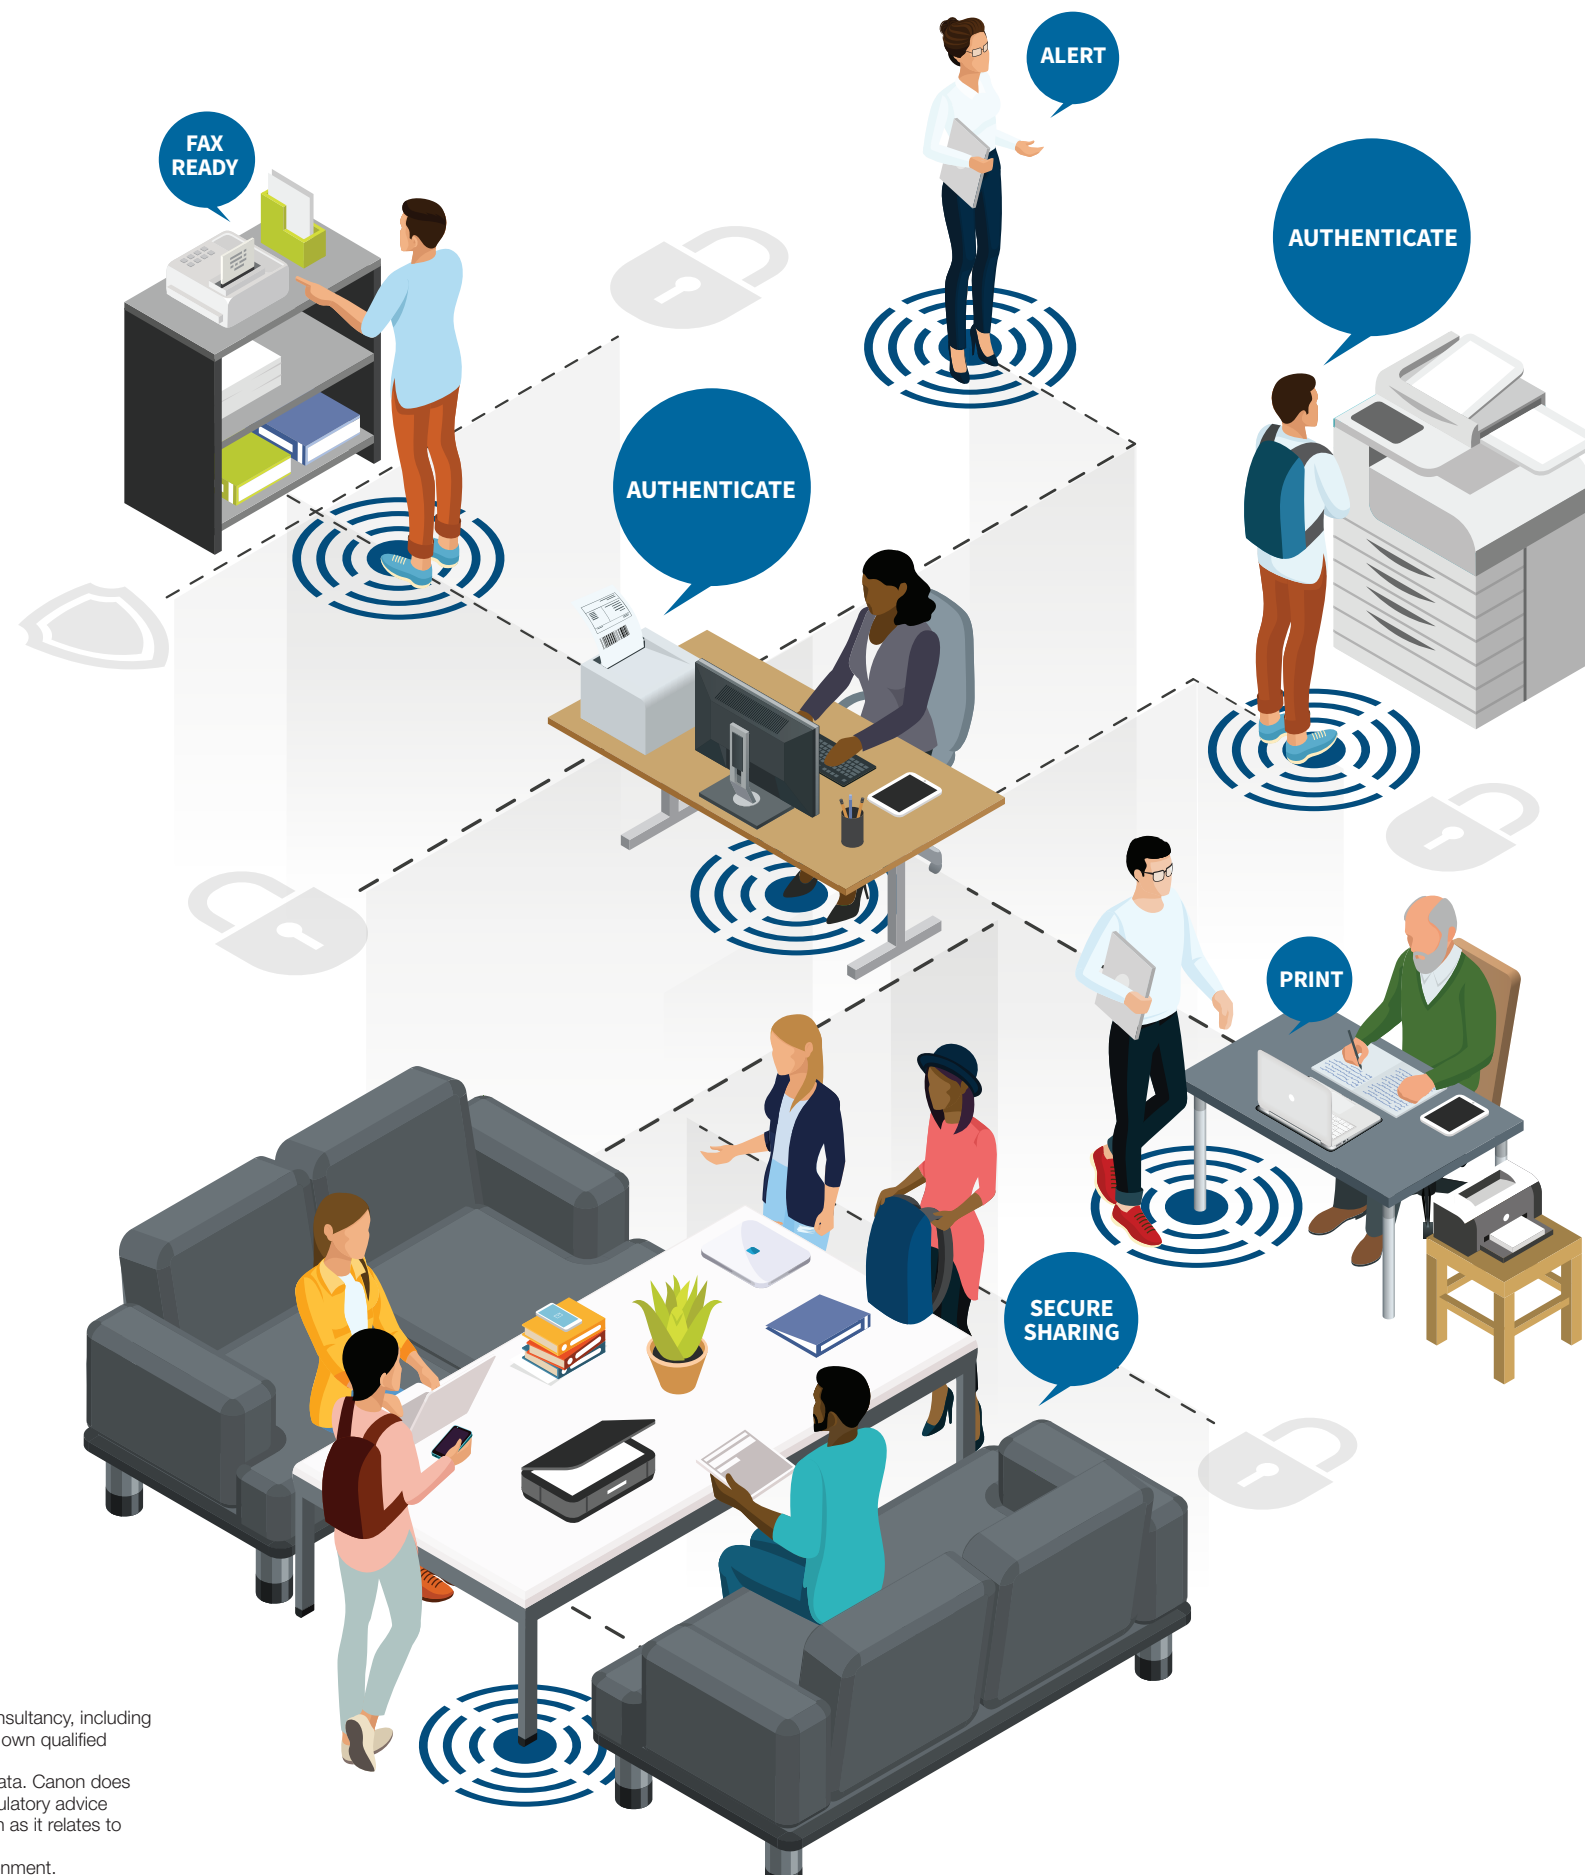 ALERT
FAX
READY
AUTHENTICATE
AUTHENTICATE
PRINT
SECURE
SHARING
nsultancy, including
own qualified
ata. Canon does
ulatory advice
n as it relates to
nment.